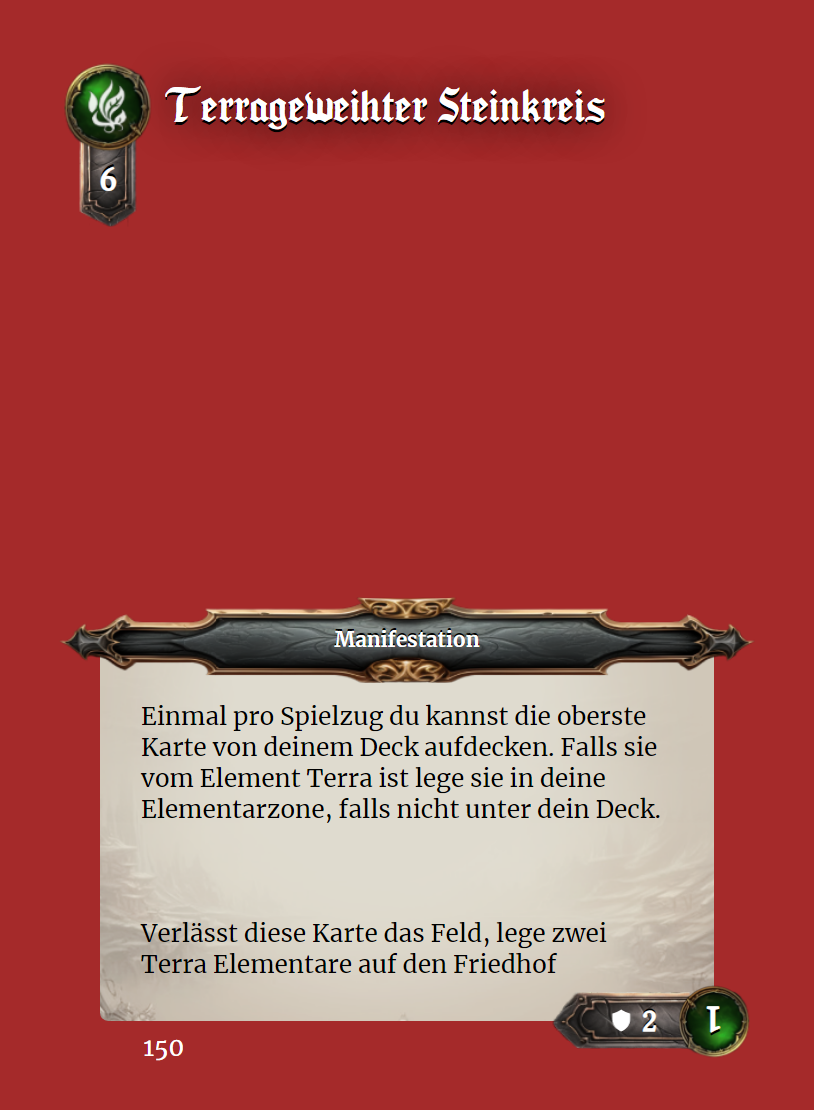 Terrageweihter Steinkreis
6
Manifestation
Einmal pro Spielzug du kannst die oberste
Karte von deinem Deck aufdecken. Falls sie
vom Element Terra ist lege sie in deine
Elementarzone, falls nicht unter dein Deck.
Verlässt diese Karte das Feld, lege zwei
Terra Elementare auf den Friedhof
2
1
150